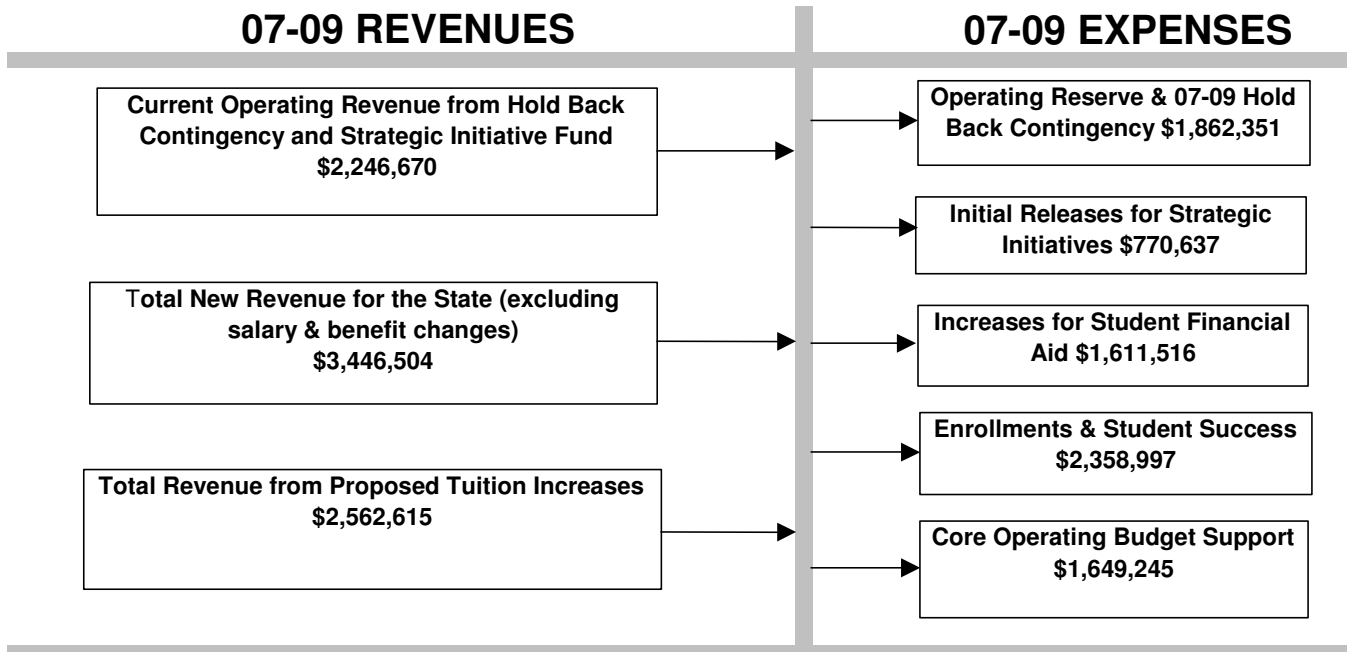 07-09 REVENUES
Current Operating Revenue from Hold Back
Contingency and Strategic Initiative Fund
$2,246,670
Total New Revenue for the State (excluding
salary & benefit changes)
$3,446,504
Total Revenue from Proposed Tuition Increases
$2,562,615
07-09 EXPENSES
Operating Reserve & 07-09 Hold
Back Contingency $1,862,351
Initial Releases for Strategic
Initiatives $770,637
Increases for Student Financial
Aid $1,611,516
Enrollments & Student Success
$2,358,997
Core Operating Budget Support
$1,649,245